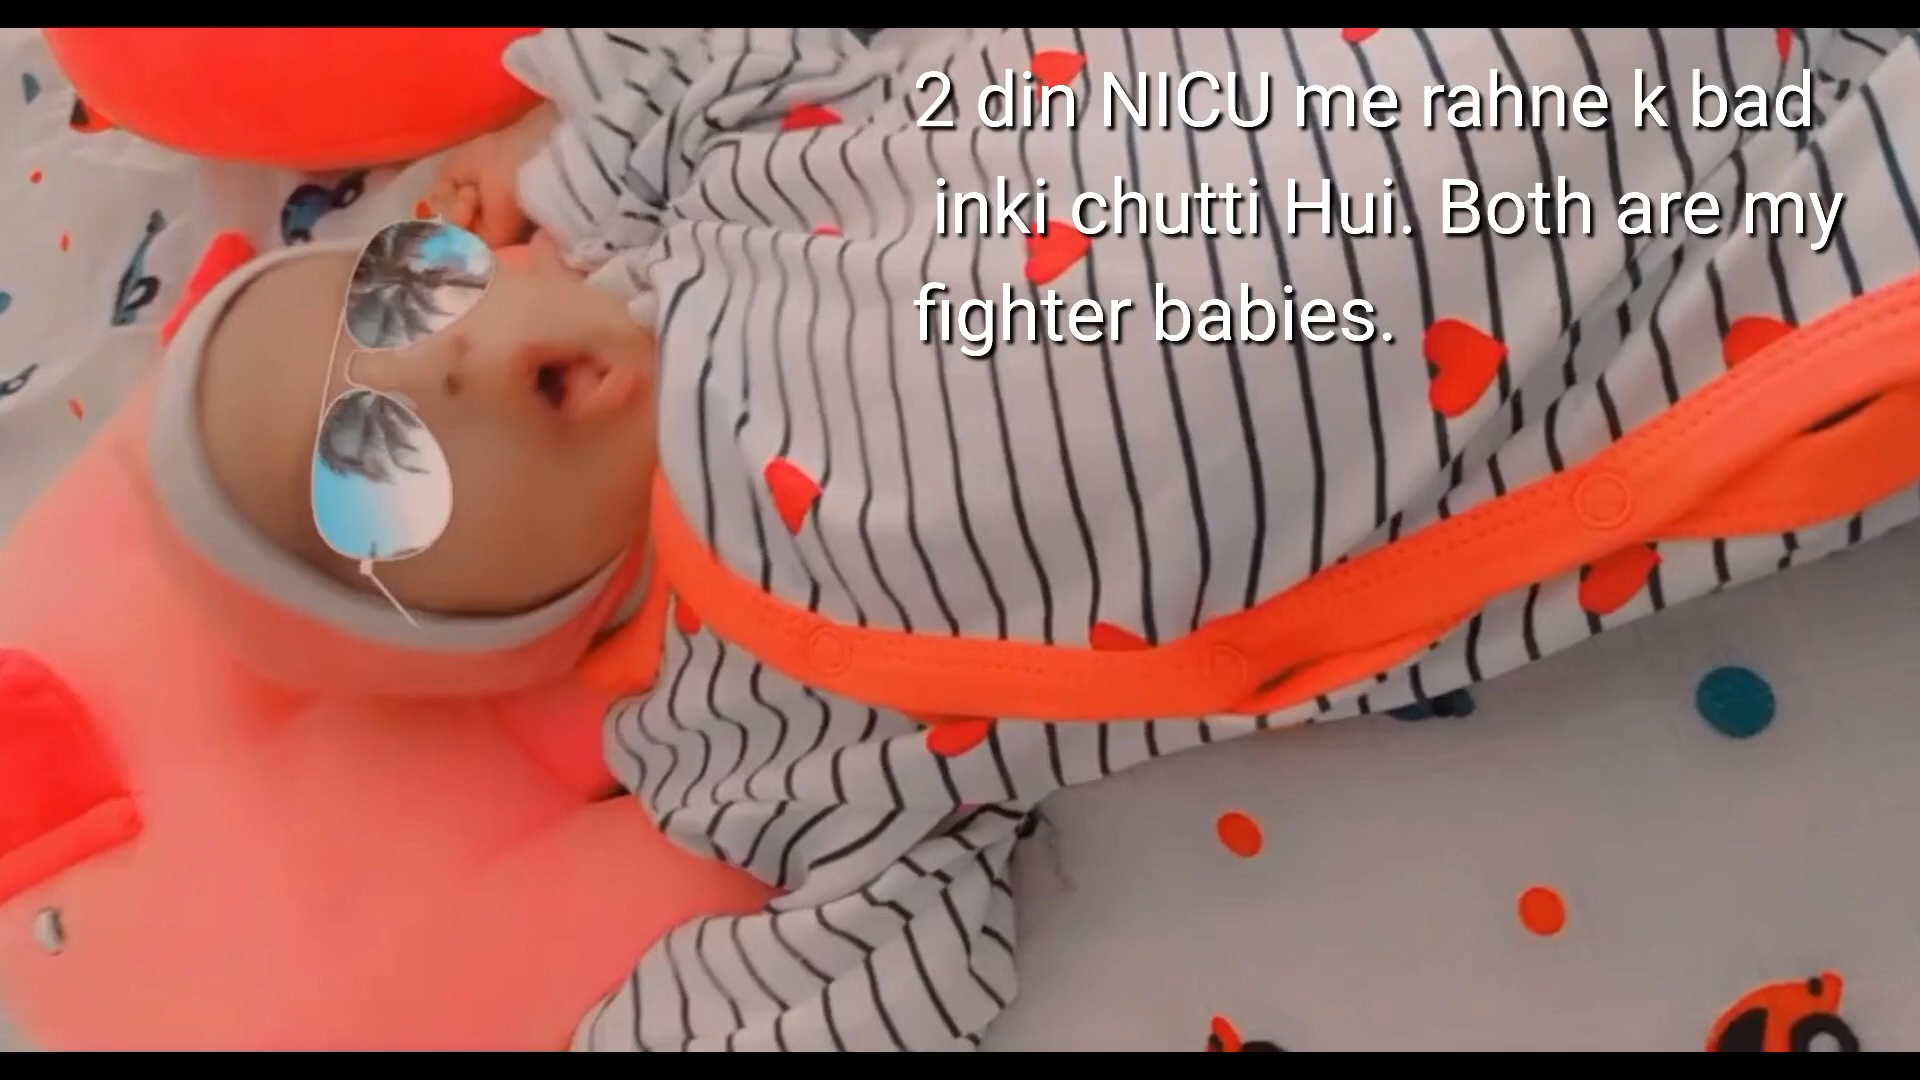 2 din NICU me rahne k bad
inki chutti Hui. Both are my
fighter babies.